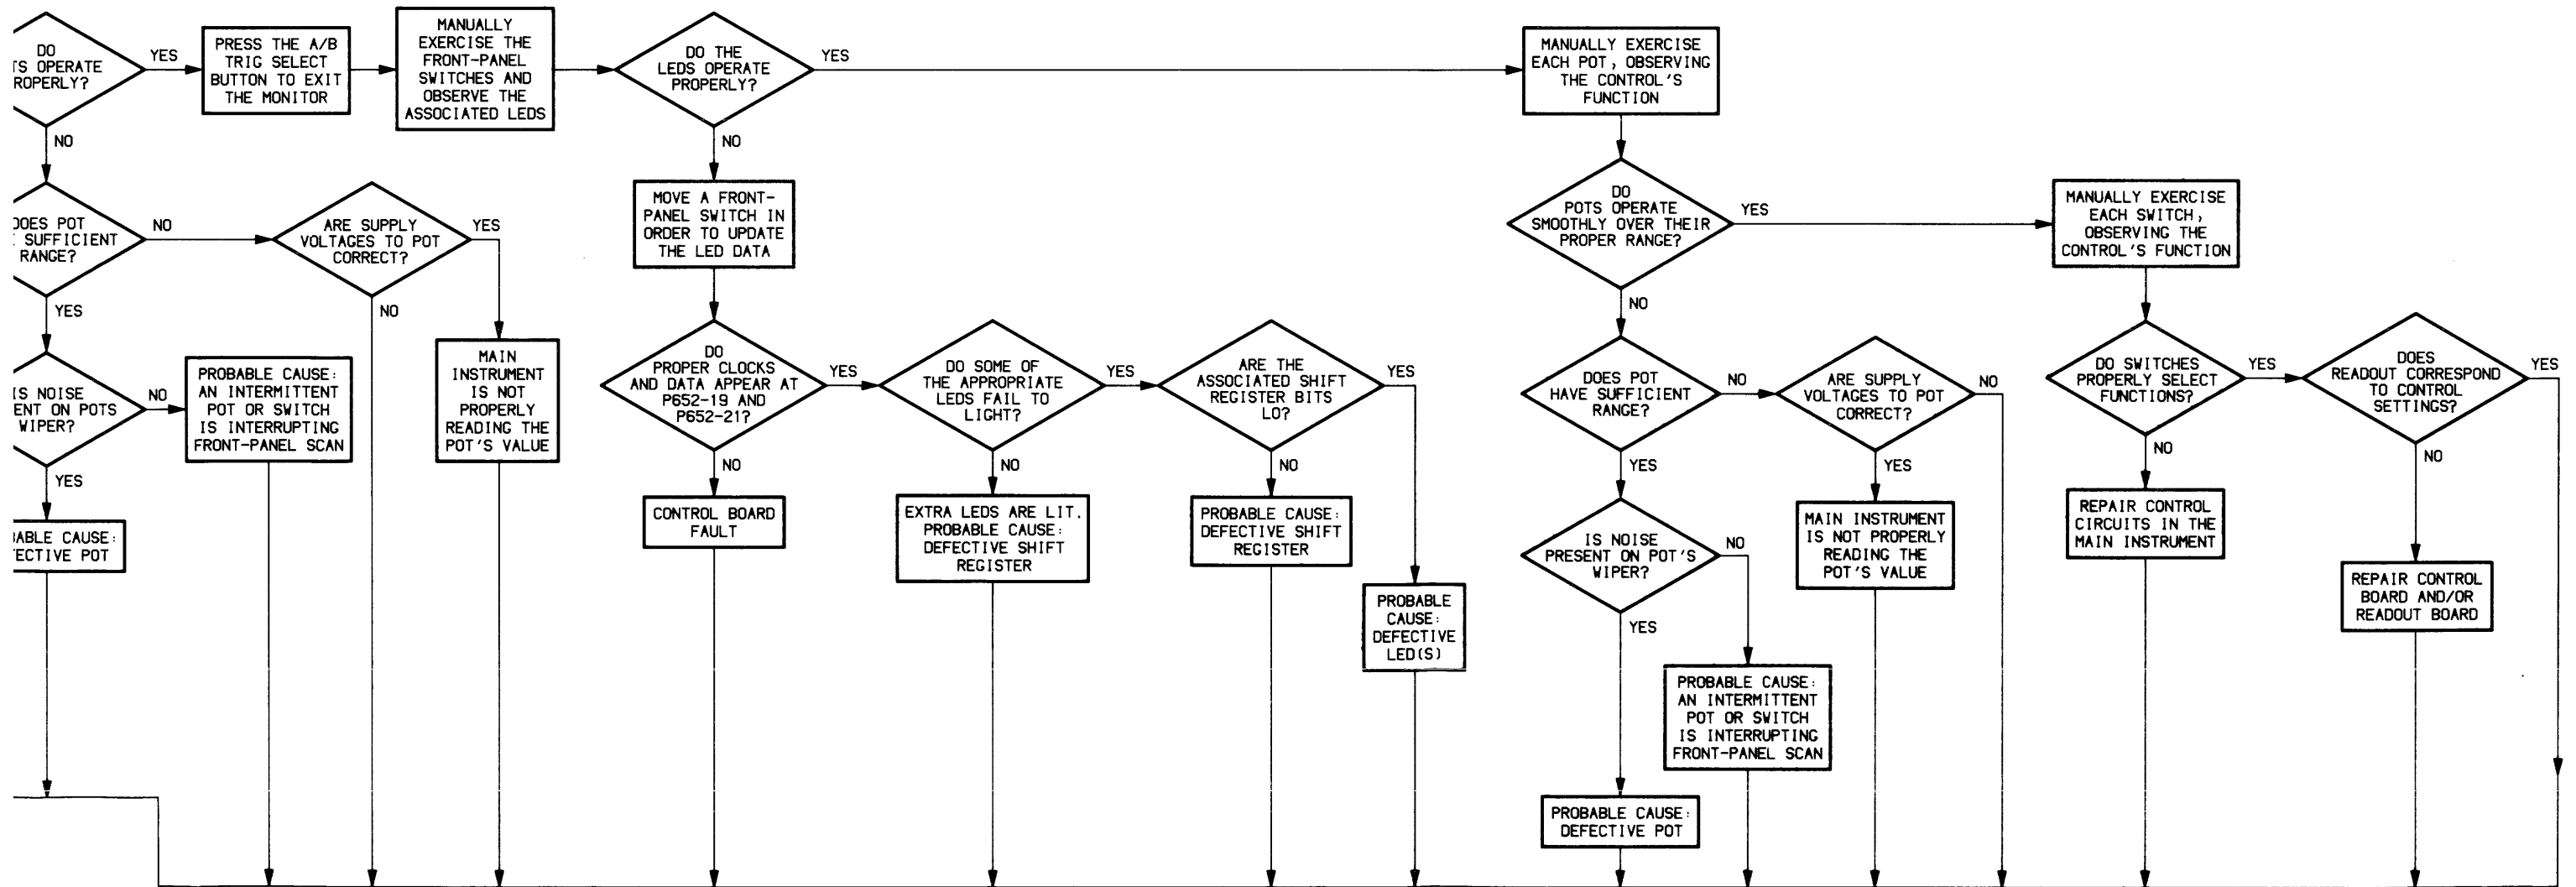 DO
OPERATE
YES
NO
PRESS THE A/B
TRIG SELECT
BUTTON TO EXIT
THE MONITOR
MANUALLY
EXERCISE THE
FRONT-PANEL
SWITCHES AND
OBSERVE THE
ASSOCIATED LEDS
DO THE
LEDS OPERATE
PROPERLY?
YES
NO
MANUALLY EXERCISE
EACH POT, OBSERVING
THE CONTROL'S
FUNCTION
POT
SUFFICIENT
RANGE?
NO
YES
ARE SUPPLY
VOLTAGES TO POT
CORRECT?
YES
NO
MOVE A FRONT-
PANEL SWITCH IN
ORDER TO UPDATE
THE LED DATA
DO
POTS OPERATE
SMOOTHLY OVER THEIR
PROPER RANGE?
YES
NO
MANUALLY EXERCISE
EACH SWITCH,
OBSERVING THE
CONTROL'S FUNCTION
IS NOISE
ON POTS
WIPER?
NO
YES
PROBABLE CAUSE:
AN INTERMITTENT
POT OR SWITCH
IS INTERRUPTING
FRONT-PANEL SCAN
MAIN
INSTRUMENT
IS NOT
PROPERLY
READING THE
POT'S VALUE
DO
PROPER CLOCKS
AND DATA APPEAR AT
P652-19 AND
P652-21?
YES
NO
DO SOME OF
THE APPROPRIATE
LEDS FAIL TO
LIGHT?
YES
NO
ARE THE
ASSOCIATED SHIFT
REGISTER BITS
LO?
YES
NO
DOES POT
HAVE SUFFICIENT
RANGE?
NO
YES
ARE SUPPLY
VOLTAGES TO POT
CORRECT?
NO
YES
DO SWITCHES
PROPERLY SELECT
FUNCTIONS?
YES
NO
DOES
READOUT CORRESPOND
TO CONTROL
SETTINGS?
YES
NO
CAUSE:
POT
CONTROL BOARD
FAULT
EXTRA LEDS ARE LIT.
PROBABLE CAUSE:
DEFECTIVE SHIFT
REGISTER
PROBABLE CAUSE:
DEFECTIVE SHIFT
REGISTER
PROBABLE
CAUSE:
DEFECTIVE
LED(S)
IS NOISE
PRESENT ON POT'S
WIPER?
NO
YES
MAIN INSTRUMENT
IS NOT PROPERLY
READING THE
POT'S VALUE
REPAIR CONTROL
CIRCUITS IN THE
MAIN INSTRUMENT
REPAIR CONTROL
BOARD AND/OR
READOUT BOARD
PROBABLE CAUSE:
AN INTERMITTENT
POT OR SWITCH
IS INTERRUPTING
FRONT-PANEL SCAN
PROBABLE CAUSE:
DEFECTIVE POT